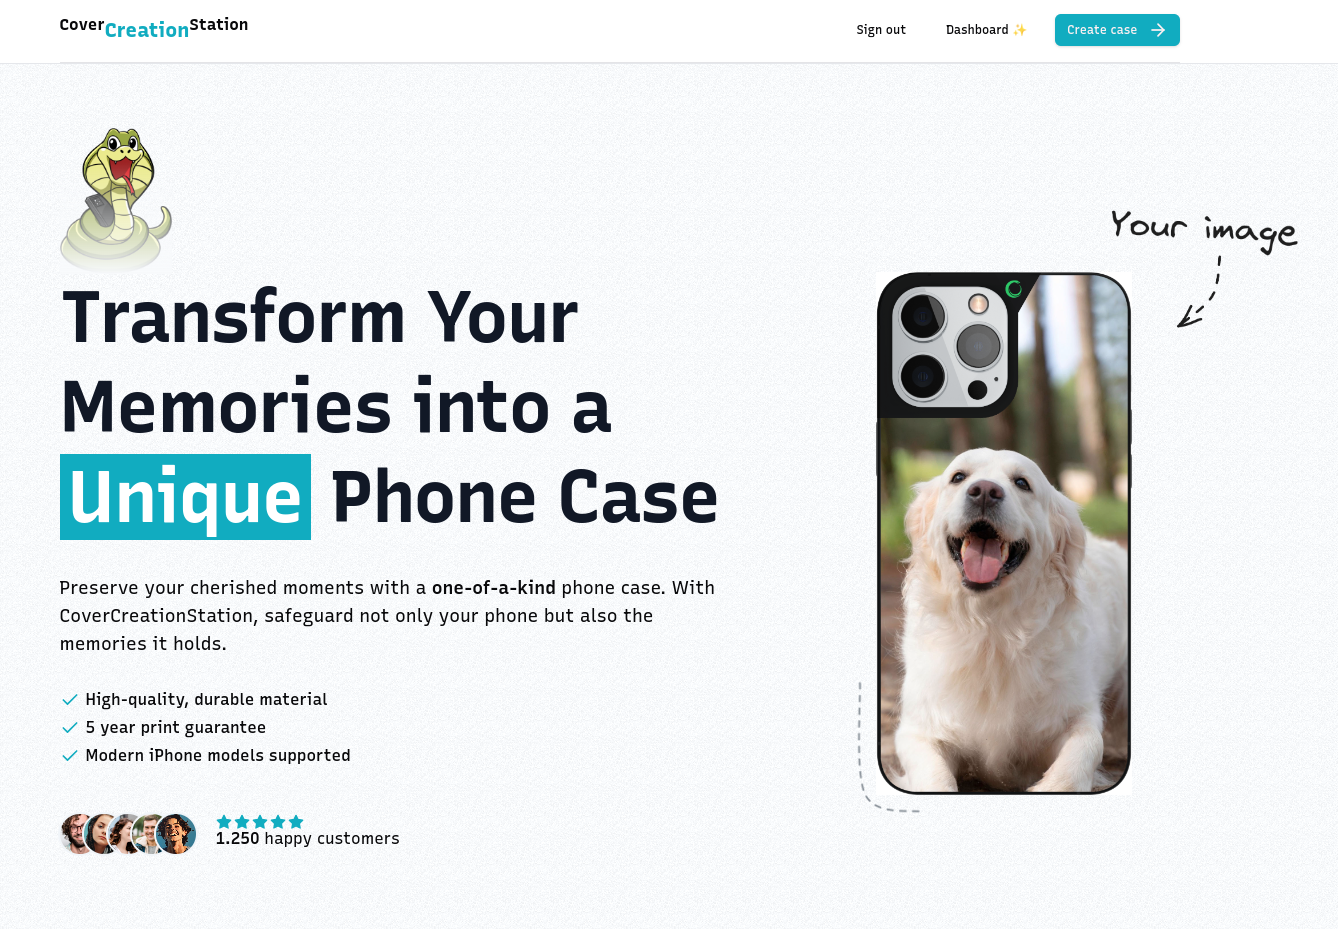 CoverCreationStation
Sign out
Dashboard ✨
Create case
Your image
Transform Your
Memories into a
Unique Phone Case
Preserve your cherished moments with a one-of-a-kind phone case. With
CoverCreationStation, safeguard not only your phone but also the
memories it holds.
High-quality, durable material
5 year print guarantee
Modern iPhone models supported
1.250 happy customers